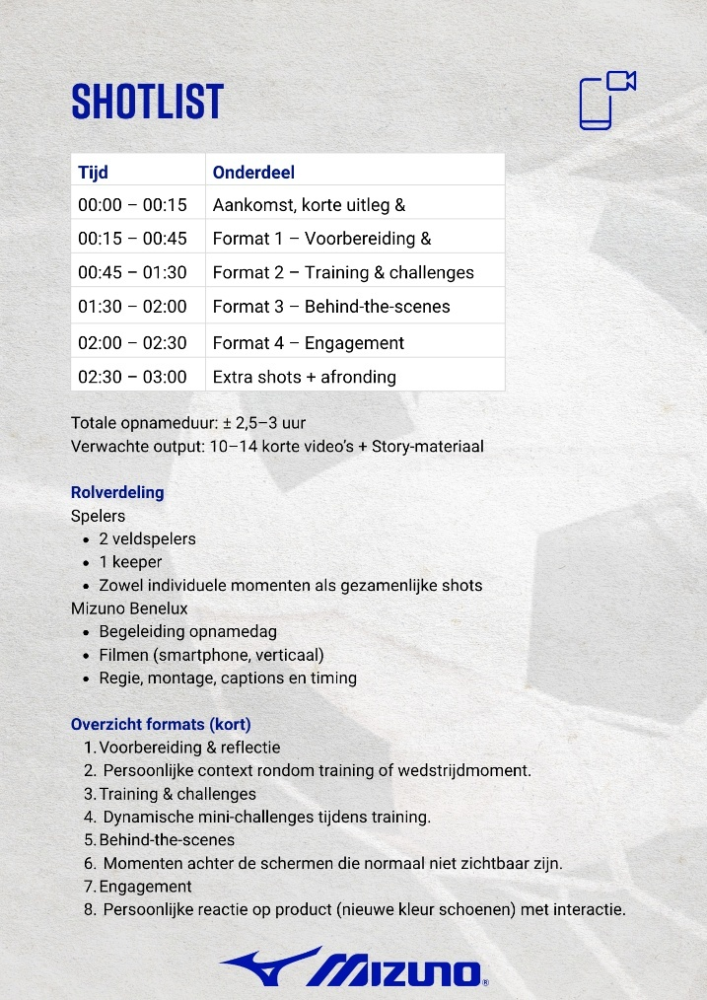 SHOTLIST
Tijd Onderdeel
00:00 – 00:15 Aankomst, korte uitleg &
00:15 – 00:45 Format 1 – Voorbereiding &
00:45 – 01:30 Format 2 – Training & challenges
01:30 – 02:00 Format 3 – Behind-the-scenes
02:00 – 02:30 Format 4 – Engagement
02:30 – 03:00 Extra shots + afronding
Totale opnameduur: ± 2,5–3 uur
Verwachte output: 10–14 korte video’s + Story-materiaal
Rolverdeling
Spelers
• 2 veldspelers
• 1 keeper
• Zowel individuele momenten als gezamenlijke shots
Mizuno Benelux
• Begeleiding opnamedag
• Filmen (smartphone, verticaal)
• Regie, montage, captions en timing
Overzicht formats (kort)
1. Voorbereiding & reflectie
2. Persoonlijke context rondom training of wedstrijdmoment.
3. Training & challenges
4. Dynamische mini-challenges tijdens training.
5. Behind-the-scenes
6. Momenten achter de schermen die normaal niet zichtbaar zijn.
7. Engagement
8. Persoonlijke reactie op product (nieuwe kleur schoenen) met interactie.
MIZUNO®